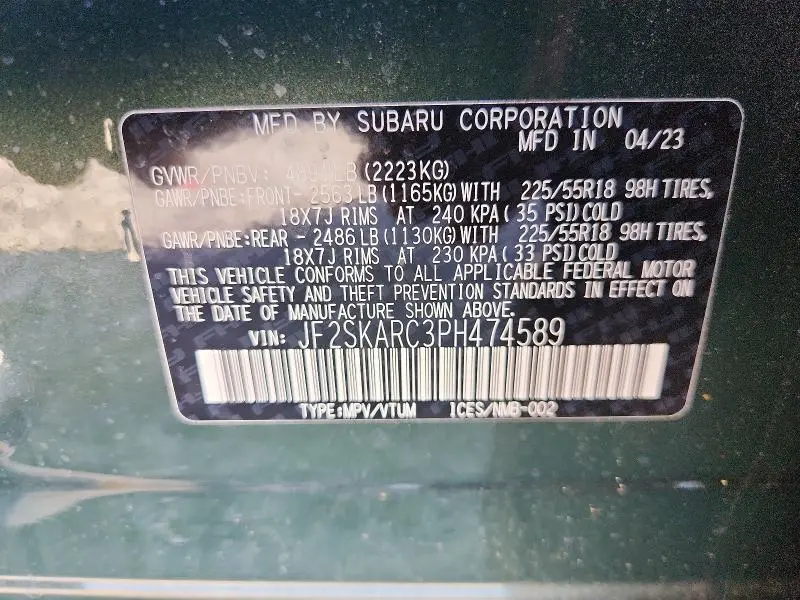 MFD BY SUBARU CORPORATION
MFD IN 04/23
GVWR/PNBV: LB (2223KG)
GAWR/PNBE:FRONT- 2563 LB (1165KG) WITH 225/55R18 98H TIRES,
18X7J RIMS AT 240 KPA ( 35 PSI) COLD
GAWR/PNBE:REAR - 2486 LB (1130KG) WITH 225/55R18 98H TIRES,
18X7J RIMS AT 230 KPA ( 33 PSI) COLD
THIS VEHICLE CONFORMS TO ALL APPLICABLE FEDERAL MOTOR
VEHICLE SAFETY AND THEFT PREVENTION STANDARDS IN EFFECT ON
THE DATE OF MANUFACTURE SHOWN ABOVE.
VIN: JF2SKARC3PH474589
TYPE:MPV/VTUM ICES/NMB-002